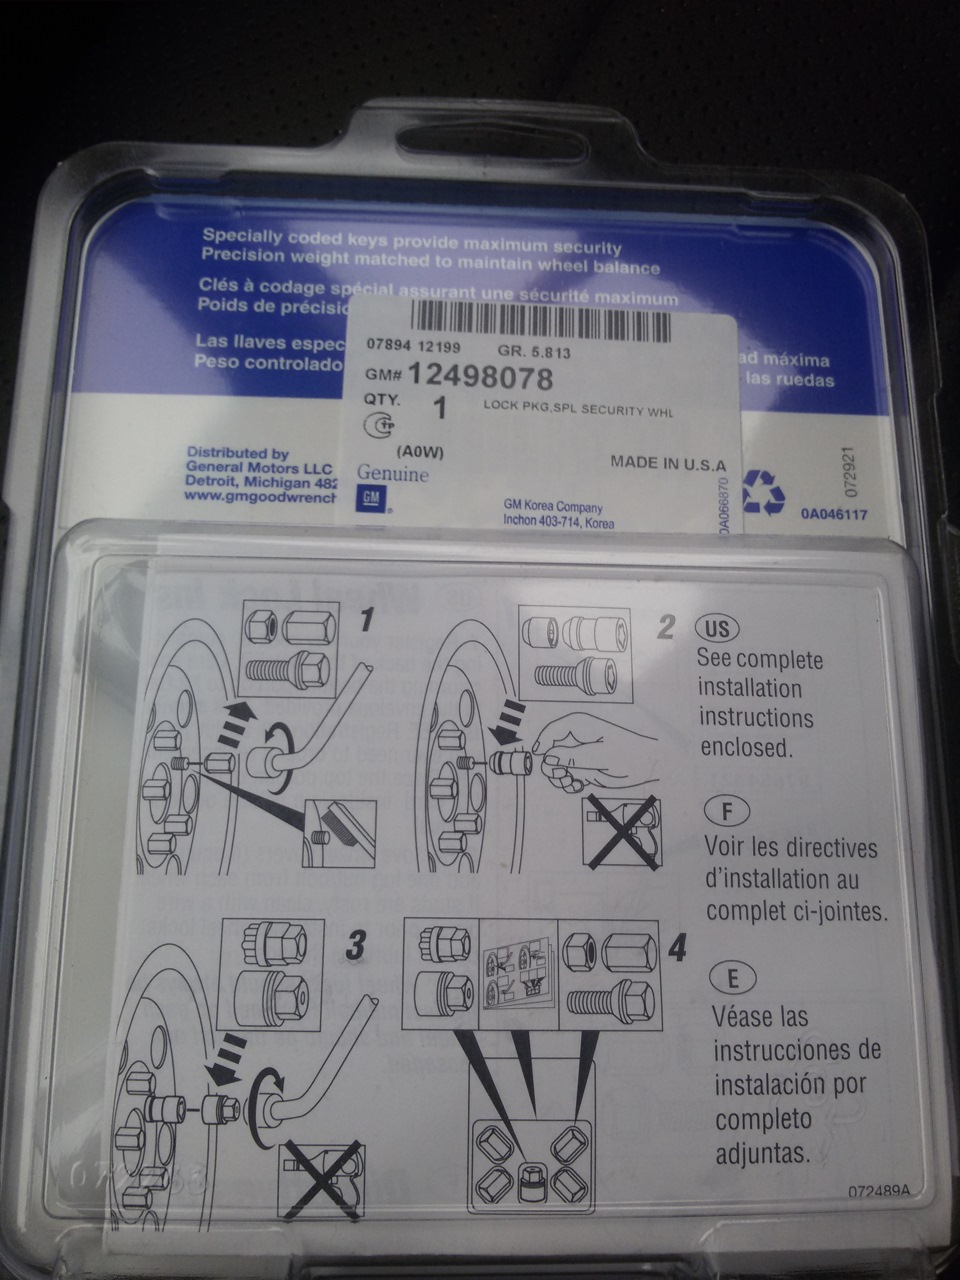 Specially coded keys provide maximum security
Precision weight matched to maintain wheel balance
Clés à codage spécial assurant une sécurité maximum
Poids de précisio
Las llaves espec
ad máxima
Peso controlado
las ruedas
07894 12199 GR. 5.813
GM# 12498078
QTY. 1 LOCK PKG,SPL SECURITY WHL
(A0W)
MADE IN U.S.A
Genuine
GM
GM Korea Company
Inchon 403-714, Korea
0A066870
Distributed by
General Motors LLC
Detroit, Michigan 482
www.gmgoodwrench
072921
0A046117
1
2
US
See complete
installation
instructions
enclosed.
F
Voir les directives
d'installation au
complet ci-jointes.
3
4
E
Véase las
instrucciones de
instalación por
completo
adjuntas.
072489A